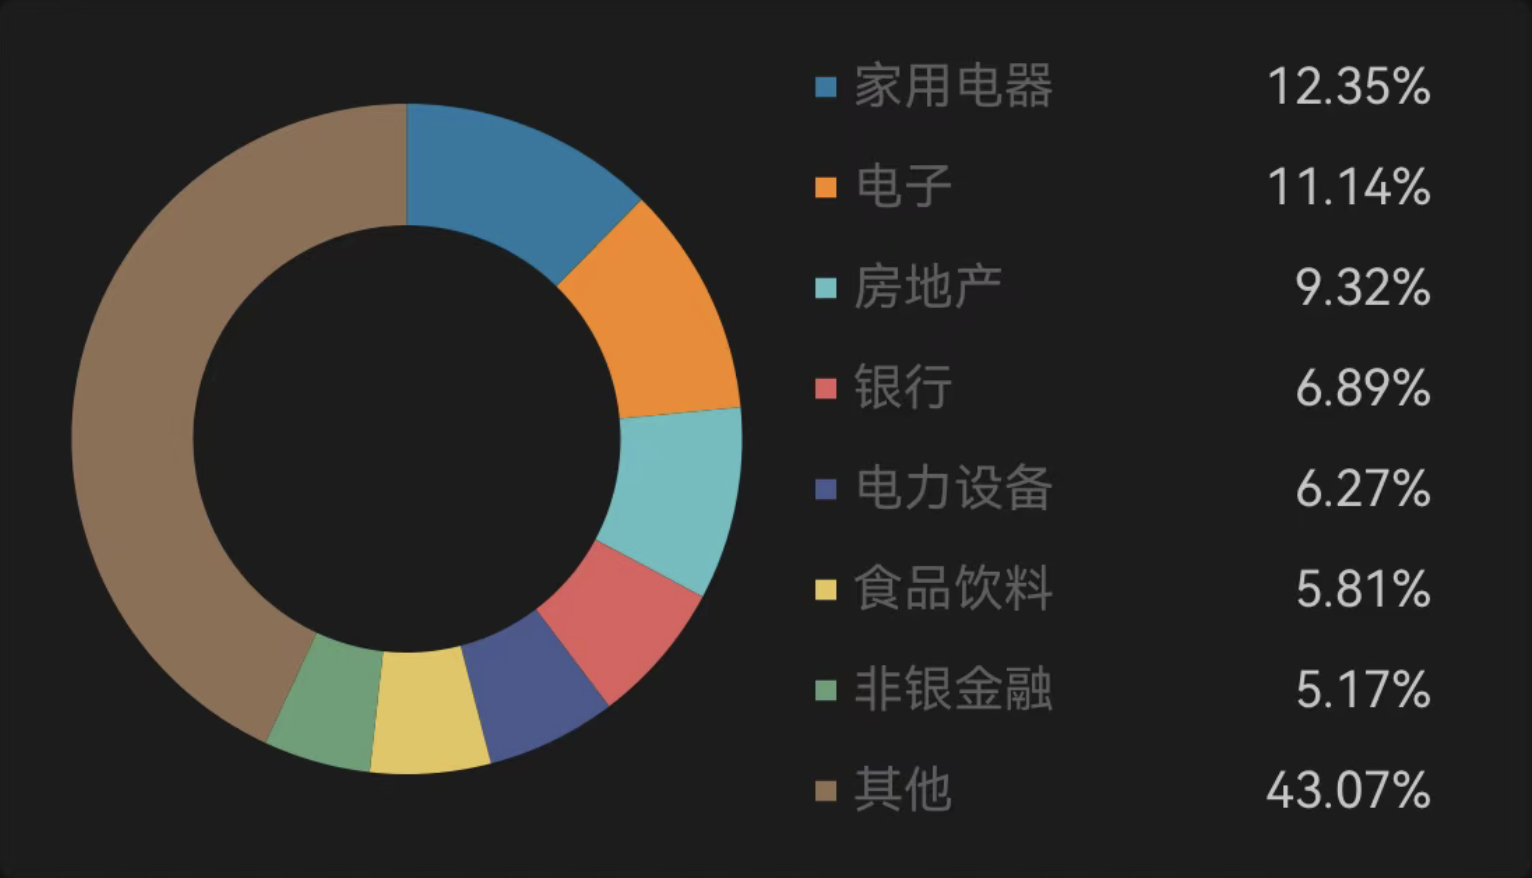 家用电器 12.35%
电子 11.14%
房地产 9.32%
银行 6.89%
电力设备 6.27%
食品饮料 5.81%
非银金融 5.17%
其他 43.07%